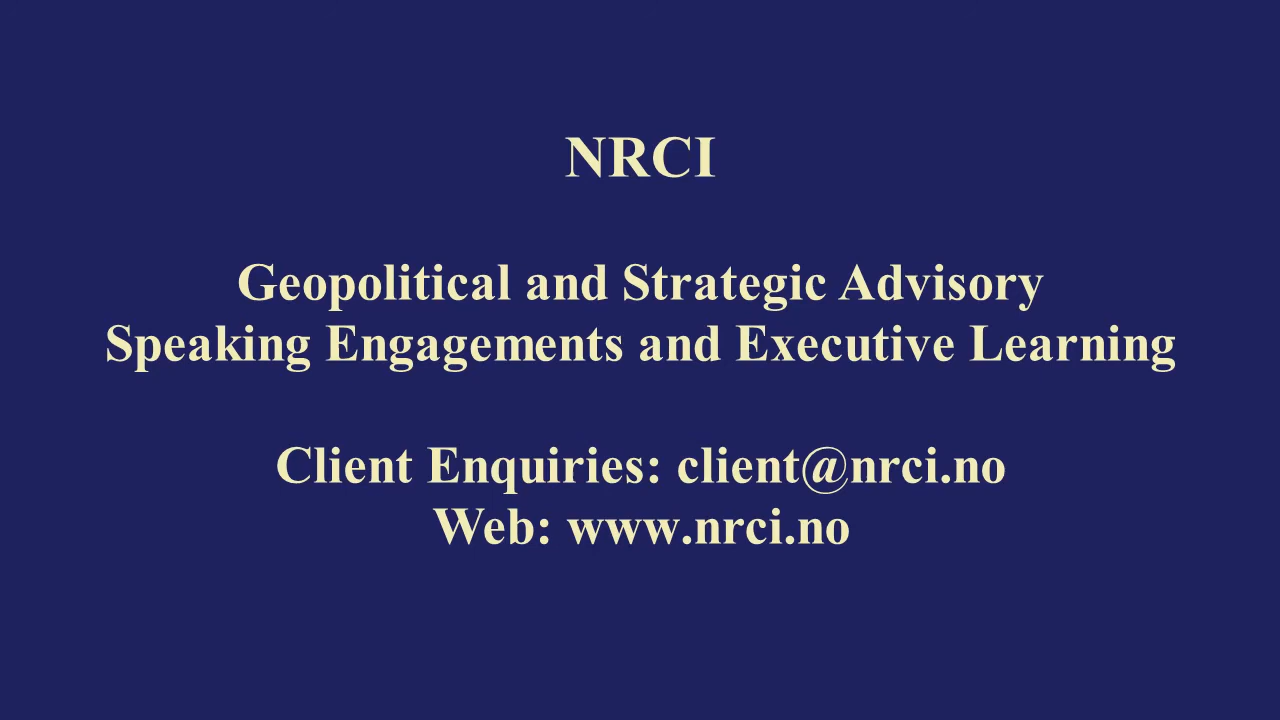 NRCI
Geopolitical and Strategic Advisory
Speaking Engagements and Executive Learning
Client Enquiries: client@nrci.no
Web: www.nrci.no